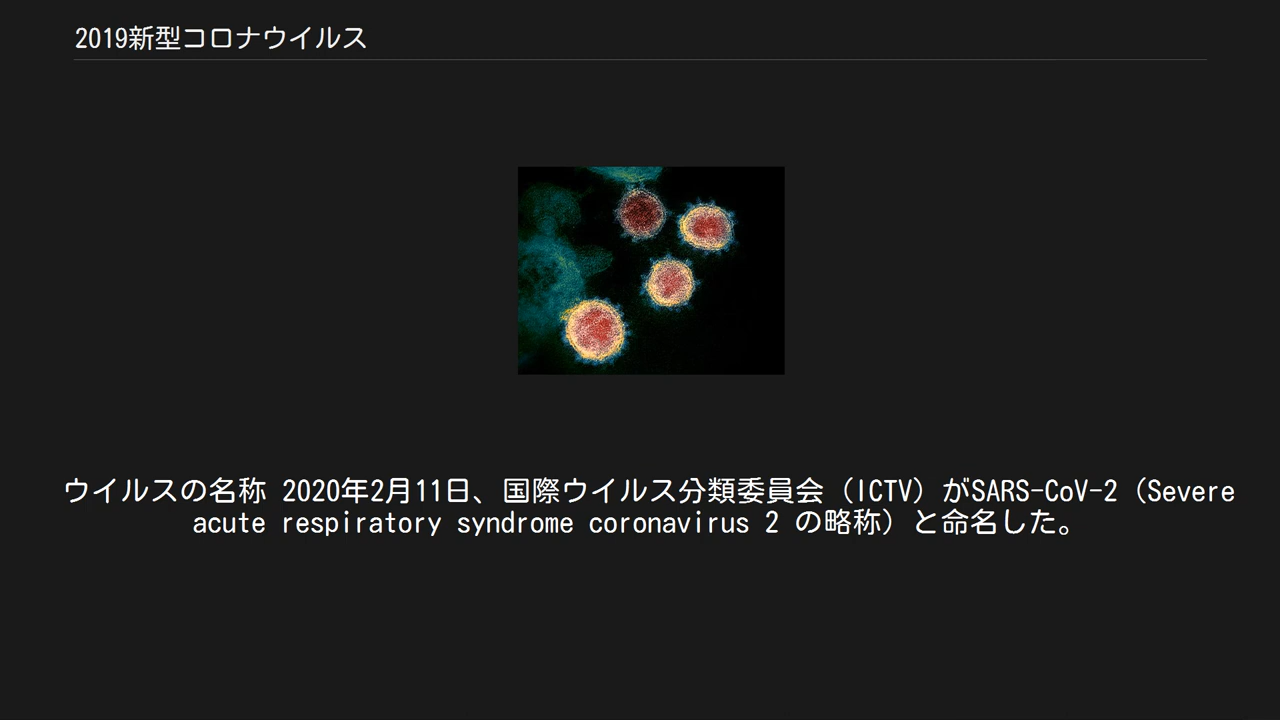 2019新型コロナウイルス
ウイルスの名称 2020年2月11日、国際ウイルス分類委員会（ICTV）がSARS-CoV-2（Severe
acute respiratory syndrome coronavirus 2 の略称）と命名した。